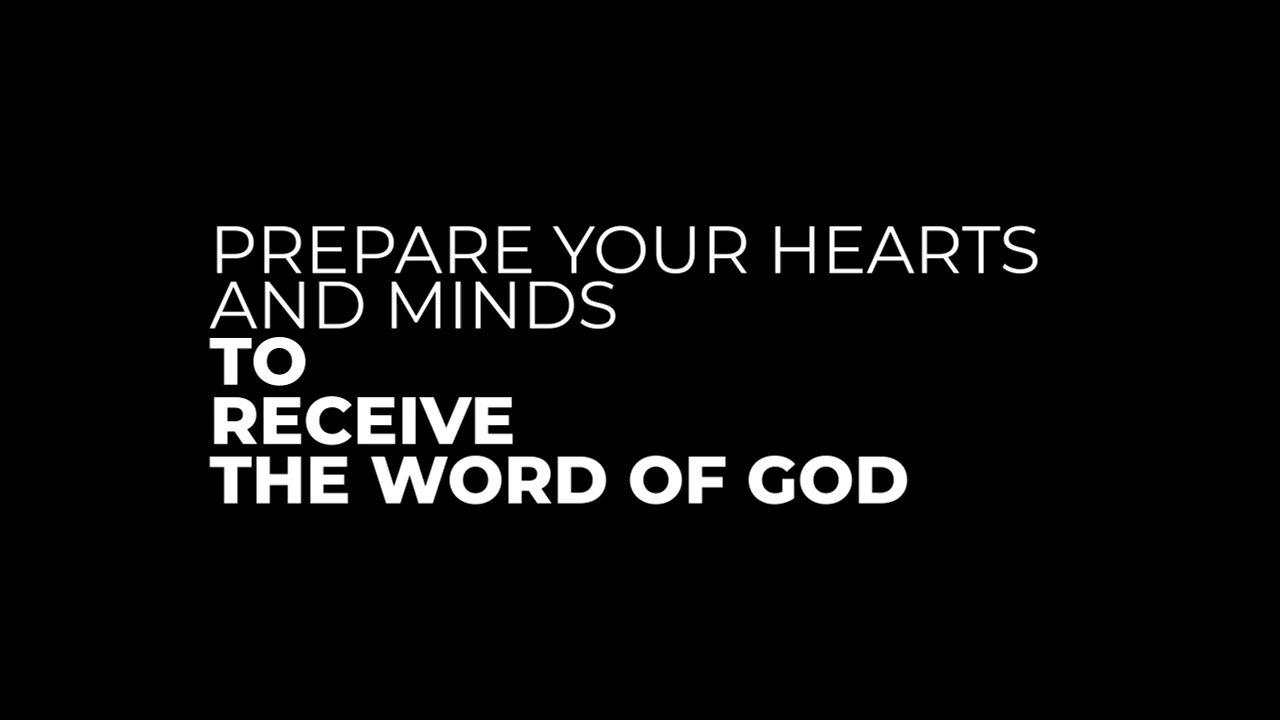 PREPARE YOUR HEARTS
AND MINDS
TO
RECEIVE
THE WORD OF GOD